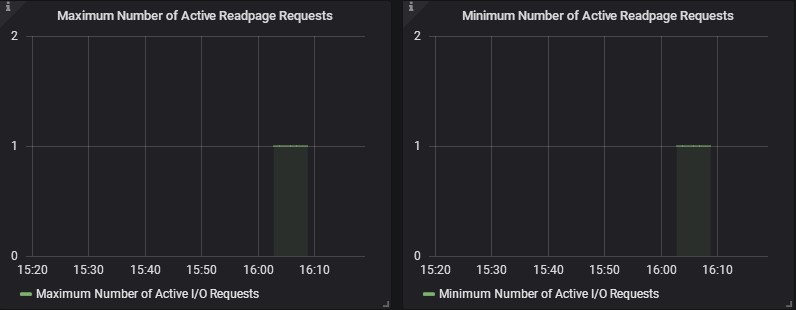 i
Maximum Number of Active Readpage Requests
2
1
0
15:20 15:30 15:40 15:50 16:00 16:10
Maximum Number of Active I/O Requests
i
Minimum Number of Active Readpage Requests
2
1
0
15:20 15:30 15:40 15:50 16:00 16:10
Minimum Number of Active I/O Requests